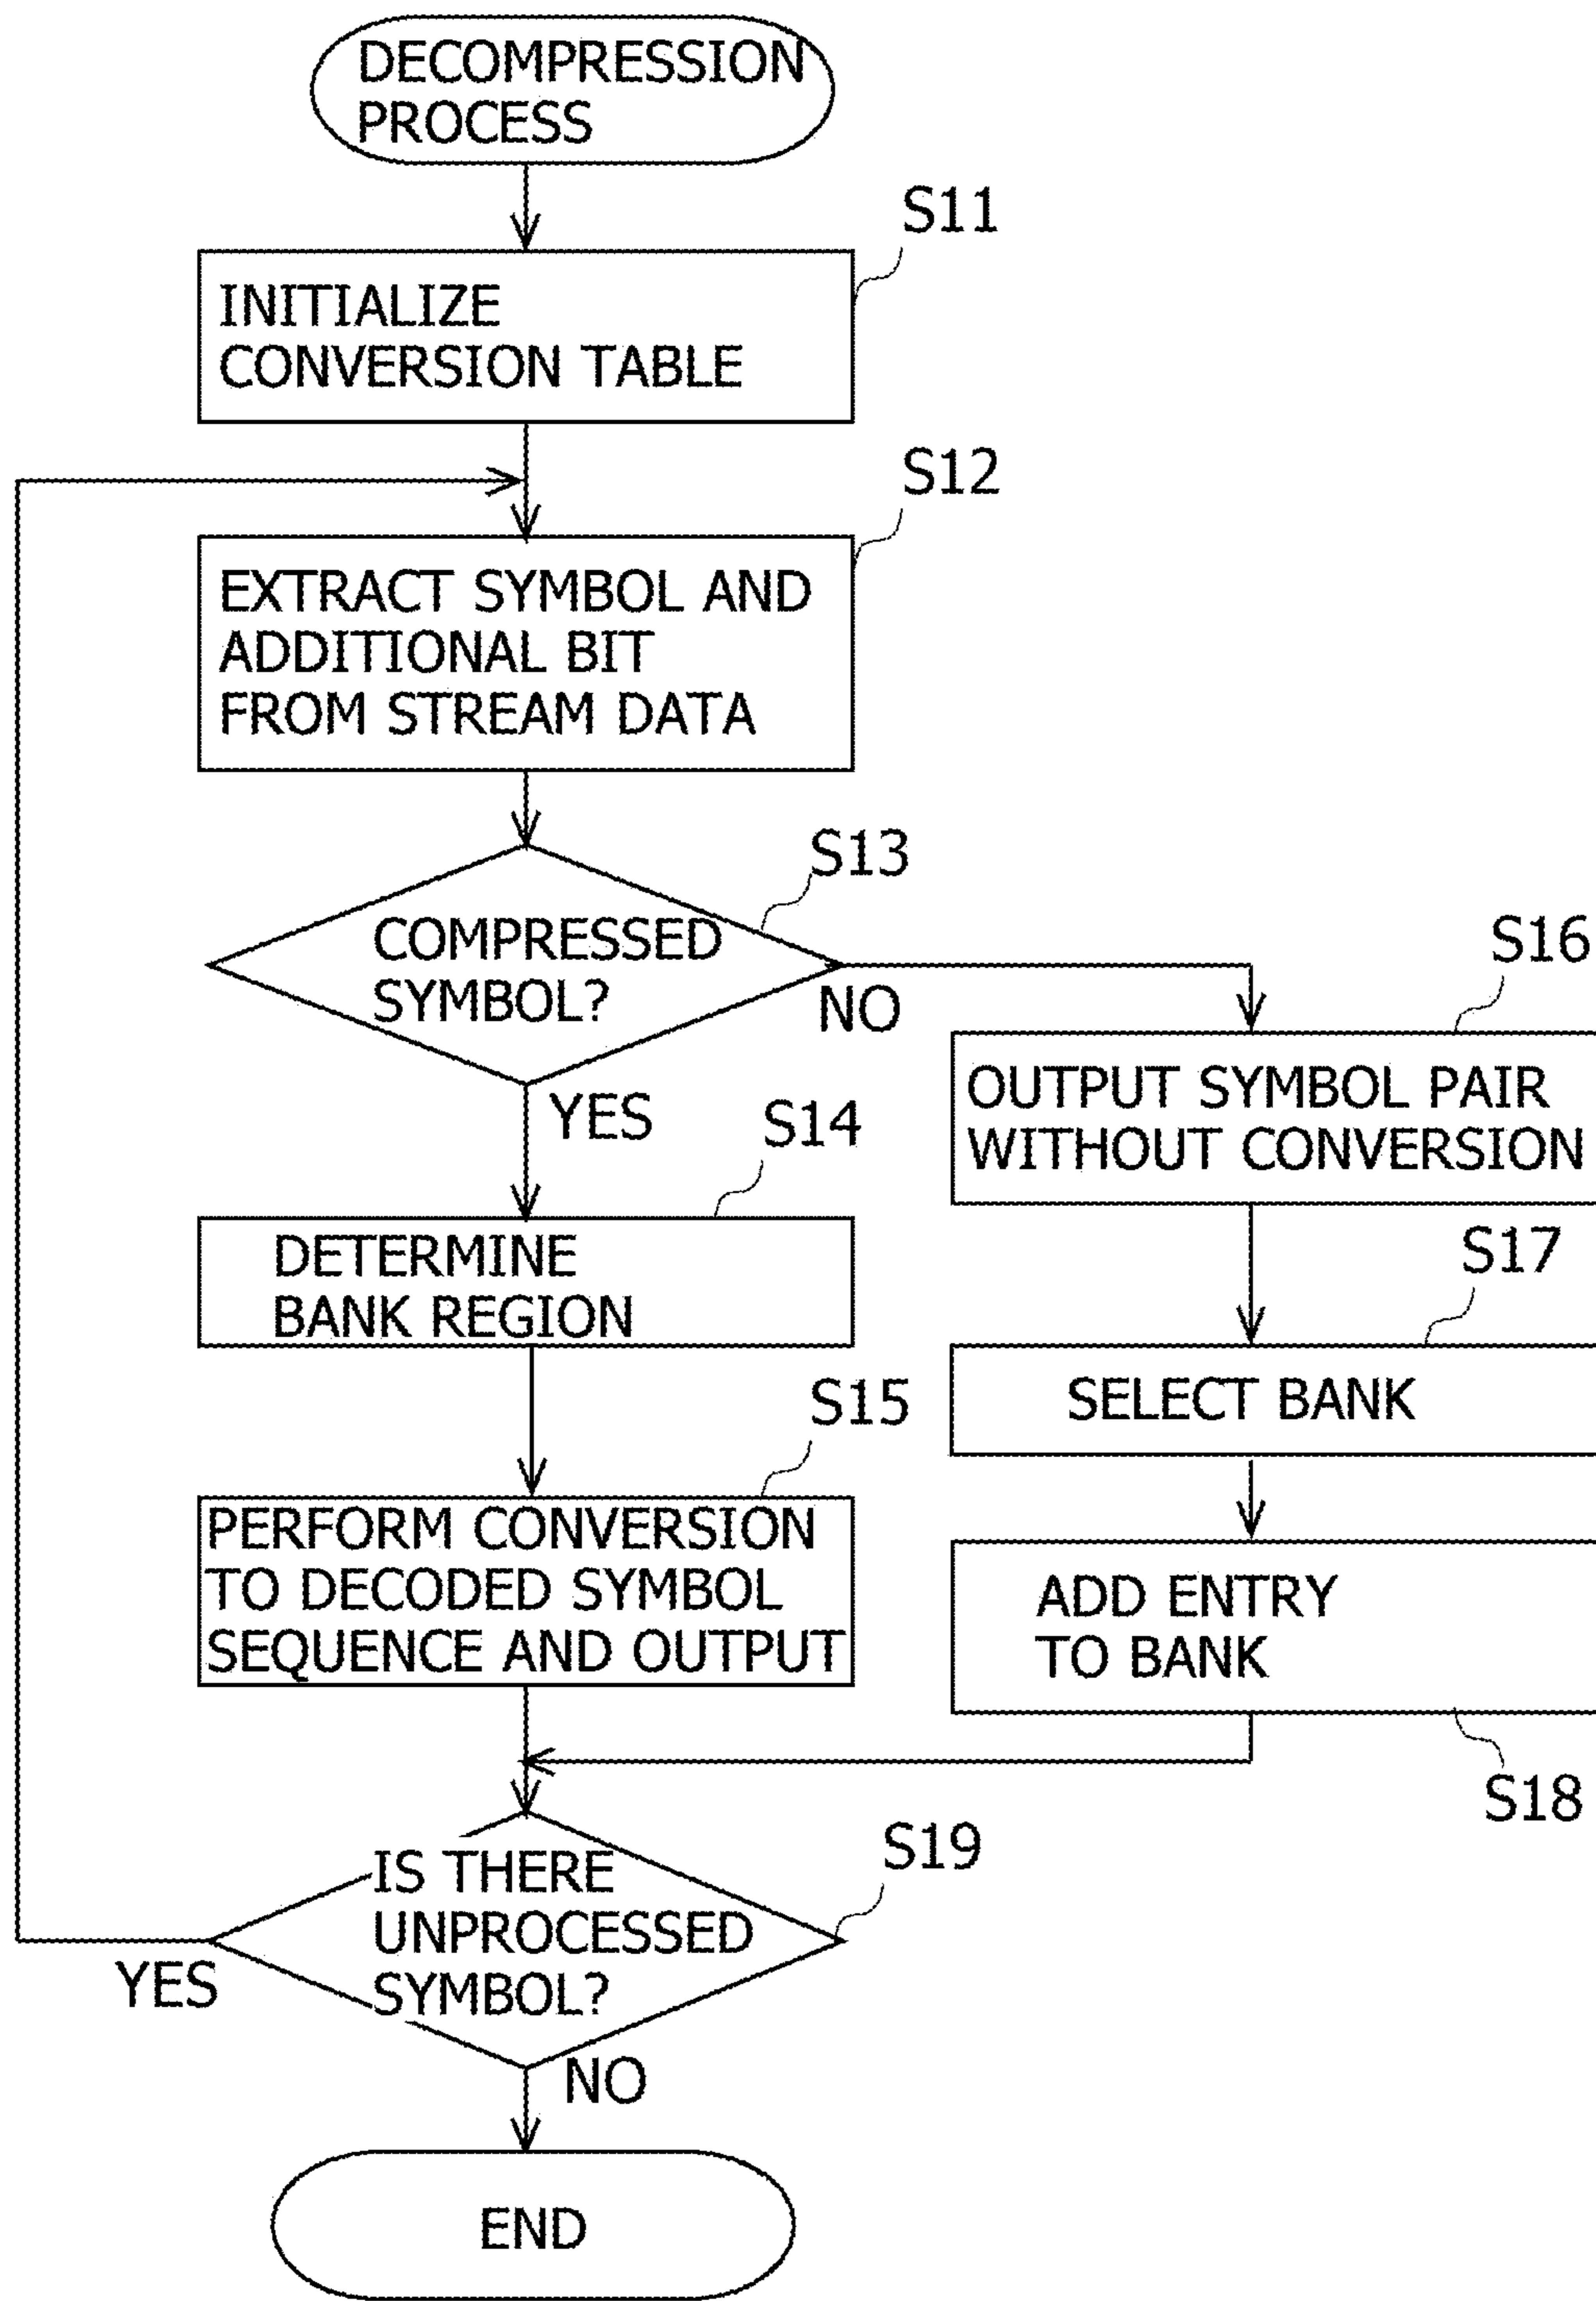 DECOMPRESSION
PROCESS
S11
INITIALIZE
CONVERSION TABLE
S12
EXTRACT SYMBOL AND
ADDITIONAL BIT
FROM STREAM DATA
S13
COMPRESSED
SYMBOL?
NO
YES
S14
DETERMINE
BANK REGION
S15
PERFORM CONVERSION
TO DECODED SYMBOL
SEQUENCE AND OUTPUT
S16
OUTPUT SYMBOL PAIR
WITHOUT CONVERSION
S17
SELECT BANK
ADD ENTRY
TO BANK
S18
S19
IS THERE
UNPROCESSED
SYMBOL?
YES
NO
END